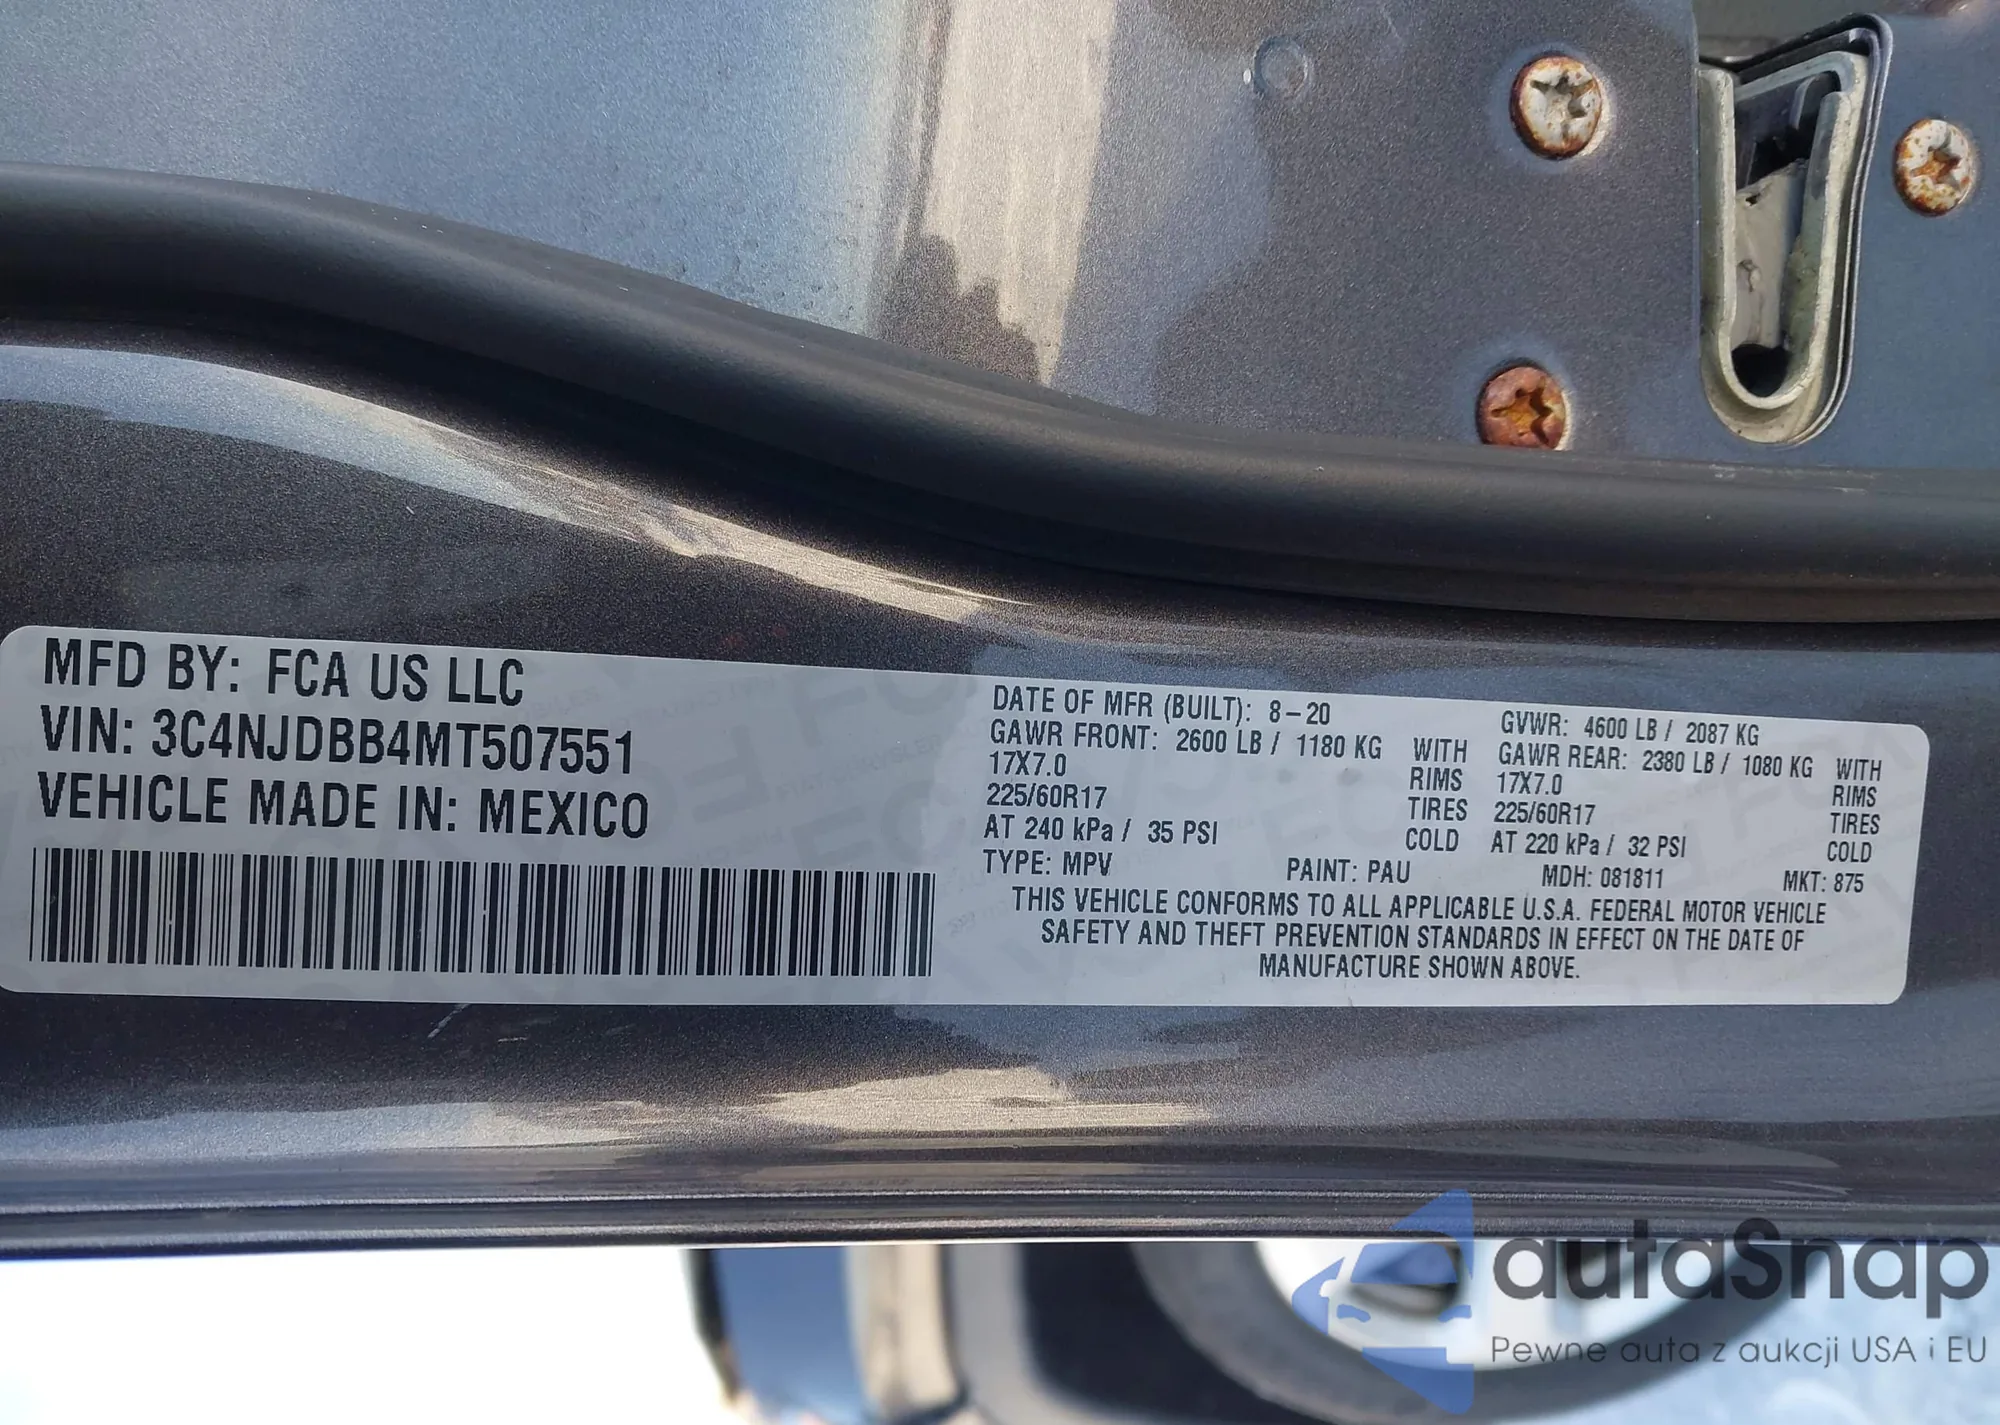 MFD BY: FCA US LLC
VIN: 3C4NJDBB4MT507551
VEHICLE MADE IN: MEXICO
DATE OF MFR (BUILT): 8-20 GVWR: 4600 LB / 2087 KG
GAWR FRONT: 2600 LB / 1180 KG WITH GAWR REAR: 2380 LB / 1080 KG WITH
17X7.0 RIMS 17X7.0 RIMS
225/60R17 TIRES 225/60R17 TIRES
AT 240 kPa / 35 PSI COLD AT 220 kPa / 32 PSI COLD
TYPE: MPV PAINT: PAU MDH: 081811 MKT: 875
THIS VEHICLE CONFORMS TO ALL APPLICABLE U.S.A. FEDERAL MOTOR VEHICLE
SAFETY AND THEFT PREVENTION STANDARDS IN EFFECT ON THE DATE OF
MANUFACTURE SHOWN ABOVE.
autaSnap
Pewne auta z aukcji USA i EU